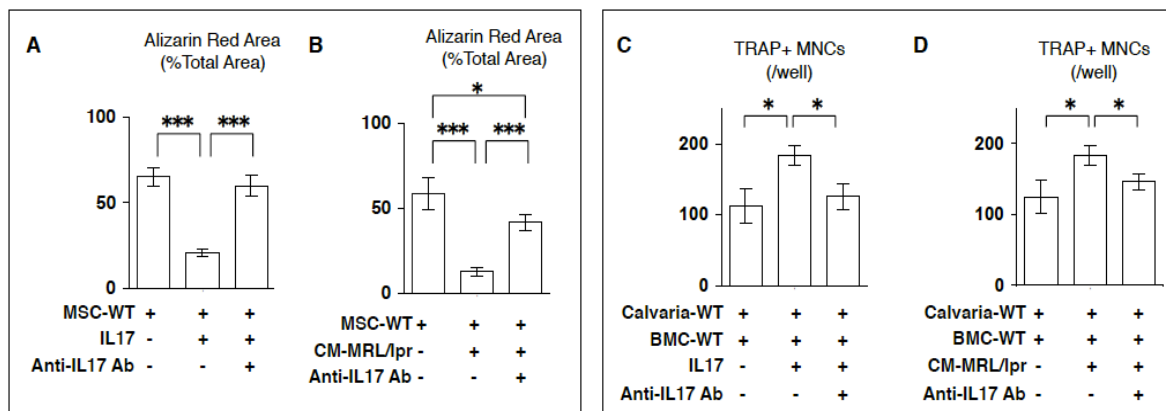 A
Alizarin Red Area
(%Total Area)
***
***
100
50
0
MSC-WT + + +
IL17 - + +
Anti-IL17 Ab - - +
B
Alizarin Red Area
(%Total Area)
*
***
***
100
50
0
MSC-WT + + +
CM-MRL/lpr - + +
Anti-IL17 Ab - - +
C
TRAP+ MNCs
(/well)
*
*
200
100
0
Calvaria-WT + + +
BMC-WT + + +
IL17 - + +
Anti-IL17 Ab - - +
D
TRAP+ MNCs
(/well)
*
*
200
100
0
Calvaria-WT + + +
BMC-WT + + +
CM-MRL/lpr - + +
Anti-IL17 Ab - - +